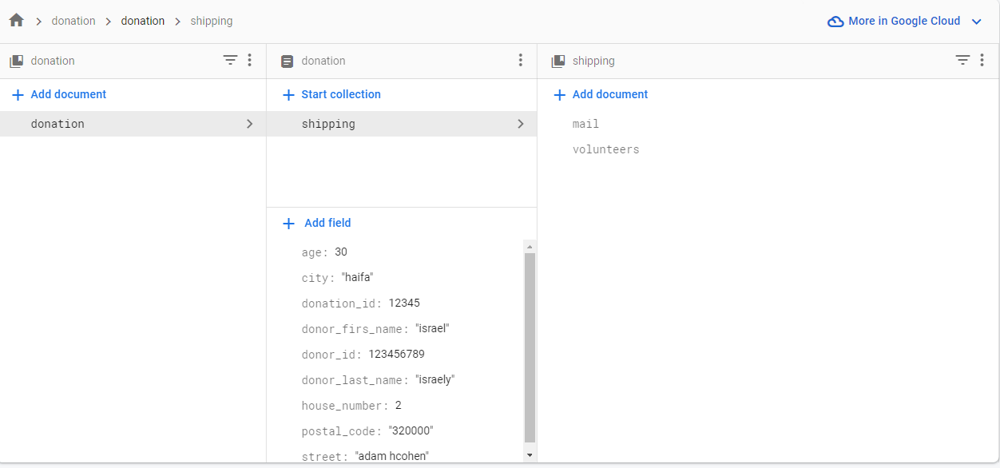 donation donation shipping More in Google Cloud
donation
Add document
donation
donation
Start collection
shipping
Add field
age: 30
city: "haifa"
donation_id: 12345
donor_firs_name: "israel"
donor_id: 123456789
donor_last_name: "israely"
house_number: 2
postal_code: "320000"
street: "adam hcohen"
shipping
Add document
mail
volunteers